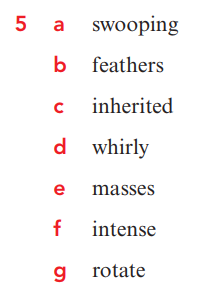 5 a swooping
b feathers
c inherited
d whirly
e masses
f intense
g rotate